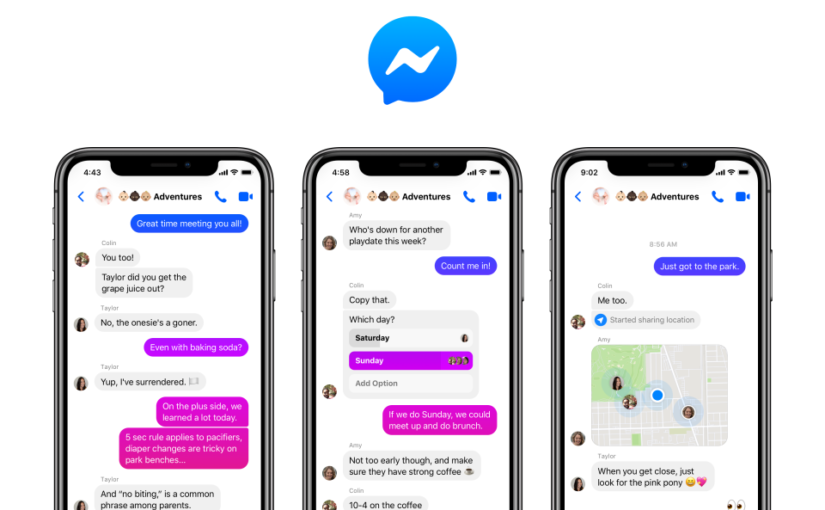 4:43
Adventures
Great time meeting you all!
Colin
You too!
Taylor did you get the
grape juice out?
Taylor
No, the onesie's a goner.
Even with baking soda?
Taylor
Yup, I've surrendered. 🏳️
On the plus side, we
learned a lot today.
5 sec rule applies to pacifiers,
diaper changes are tricky on
park benches...
Taylor
And “no biting,” is a common
phrase among parents.
4:58
Adventures
Amy
Who's down for another
playdate this week?
Count me in!
Colin
Copy that.
Which day?
Saturday
Sunday
Add Option
If we do Sunday, we could
meet up and do brunch.
Amy
Not too early though, and make
sure they have strong coffee ☕
Colin
10-4 on the coffee
9:02
Adventures
8:56 AM
Just got to the park.
Colin
Me too.
Started sharing location
Amy
Taylor
When you get close, just
look for the pink pony 😄💖
👀